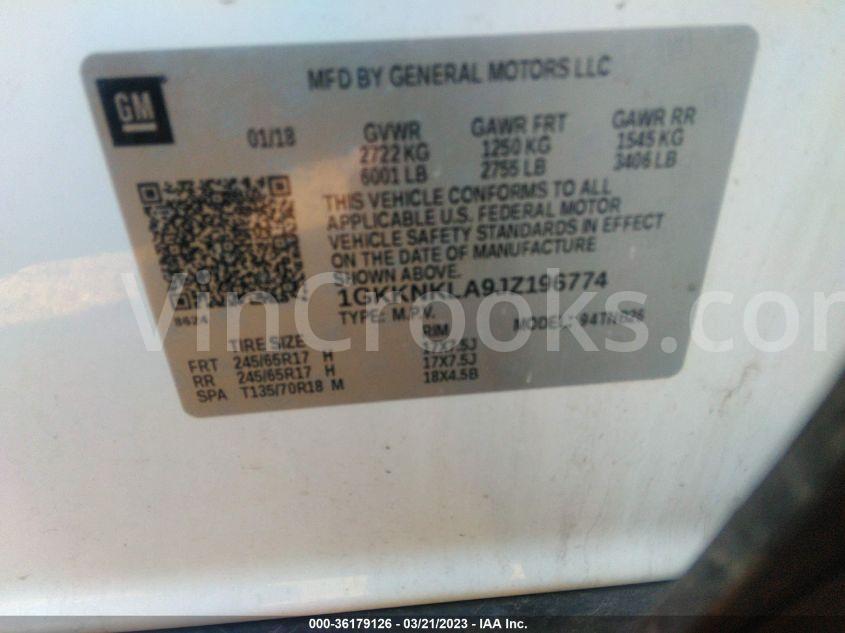 MFD BY GENERAL MOTORS LLC
GM
01/18 GVWR GAWR FRT GAWR RR
2722 KG 1250 KG 1545 KG
6001 LB 2755 LB 3406 LB
THIS VEHICLE CONFORMS TO ALL
APPLICABLE U.S. FEDERAL MOTOR
VEHICLE SAFETY STANDARDS IN EFFECT
ON THE DATE OF MANUFACTURE
SHOWN ABOVE.
1GKKNKLA9JZ196774
8624 TYPE: M.P.V. MODEL:
TIRE SIZE RIM
FRT 245/65R17 H 17X7.5J
RR 245/65R17 H 17X7.5J
SPA T135/70R18 M 18X4.5B
VinCrooks.com
000-36179126 - 03/21/2023 - IAA Inc.